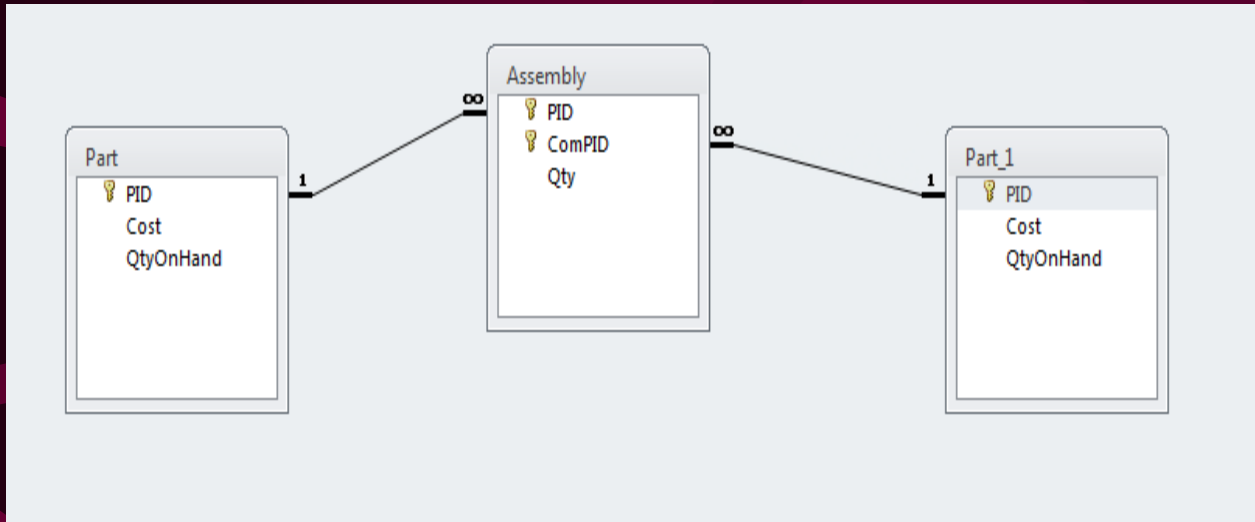 Part
PID
Cost
QtyOnHand
1
∞
Assembly
PID
ComPID
Qty
∞
1
Part_1
PID
Cost
QtyOnHand